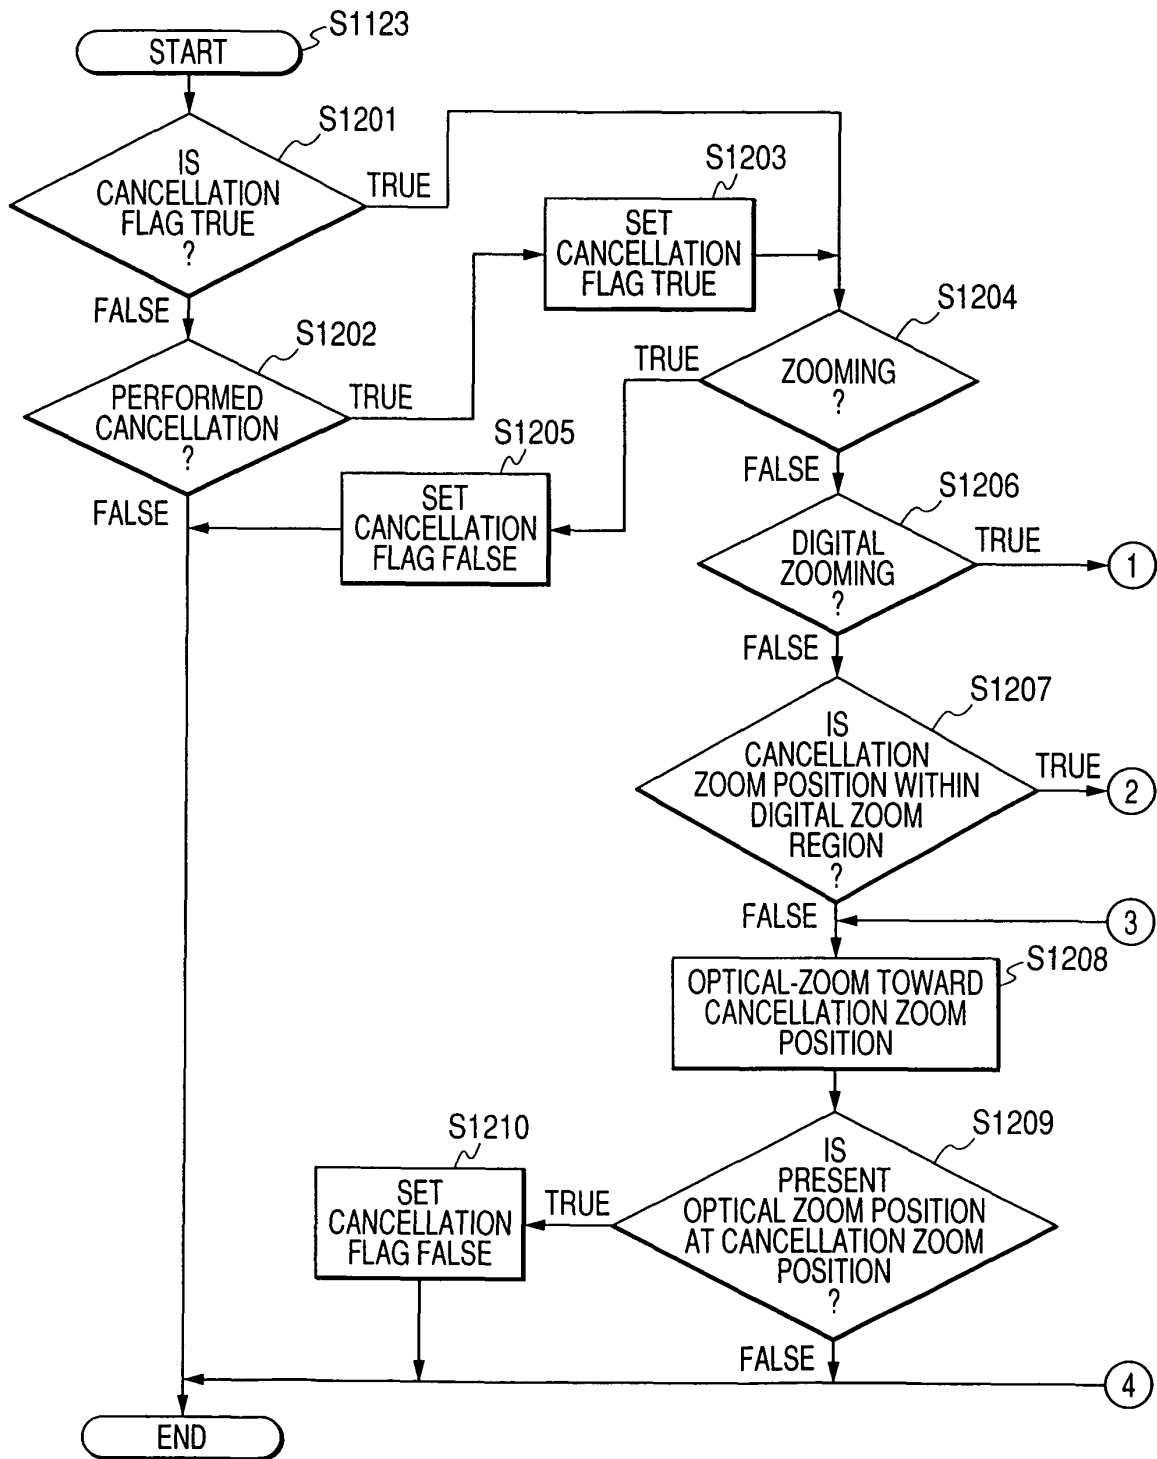 START
S1123
IS
CANCELLATION
FLAG TRUE
?
S1201
TRUE
FALSE
S1203
SET
CANCELLATION
FLAG TRUE
PERFORMED
CANCELLATION
?
S1202
TRUE
FALSE
ZOOMING
?
S1204
TRUE
FALSE
S1205
SET
CANCELLATION
FLAG FALSE
DIGITAL
ZOOMING
?
S1206
TRUE
1
FALSE
IS
CANCELLATION
ZOOM POSITION WITHIN
DIGITAL ZOOM
REGION
?
S1207
TRUE
2
FALSE
3
OPTICAL-ZOOM TOWARD
CANCELLATION ZOOM
POSITION
S1208
IS
PRESENT
OPTICAL ZOOM POSITION
AT CANCELLATION ZOOM
POSITION
?
S1209
TRUE
S1210
SET
CANCELLATION
FLAG FALSE
FALSE
4
END